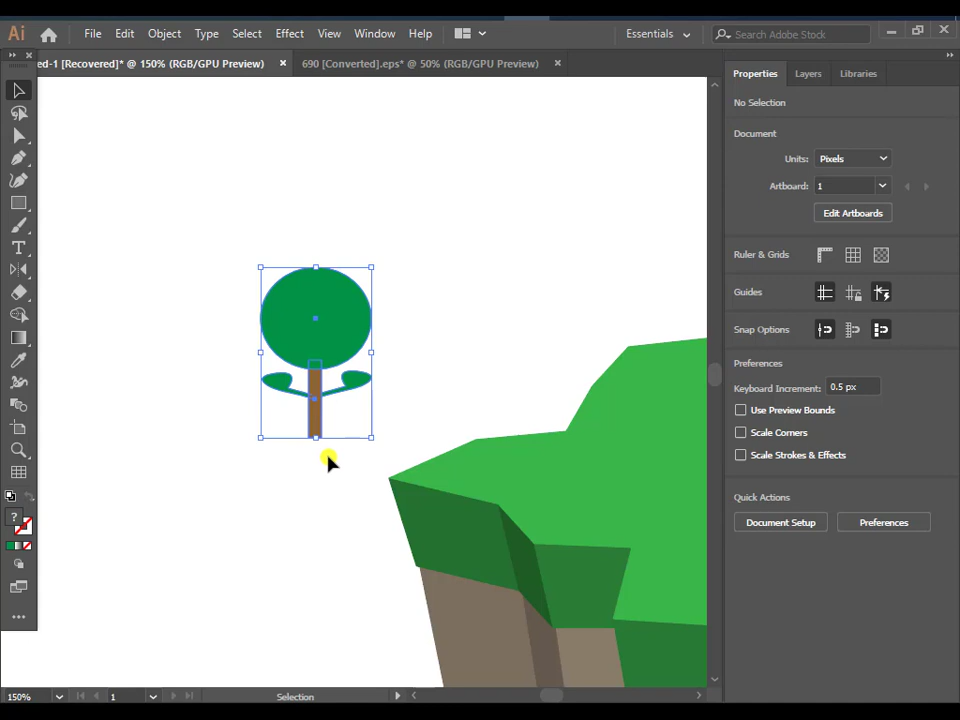 Ai File Edit Object Type Select Effect View Window Help Essentials Search Adobe Stock
ed-1 [Recovered]* @ 150% (RGB/GPU Preview) 690 [Converted].eps* @ 50% (RGB/GPU Preview)
Properties Layers Libraries
No Selection
Document
Units: Pixels
Artboard: 1
Edit Artboards
Ruler & Grids
Guides
Snap Options
Preferences
Keyboard Increment: 0.5 px
Use Preview Bounds
Scale Corners
Scale Strokes & Effects
Quick Actions
Document Setup Preferences
150% 1 Selection